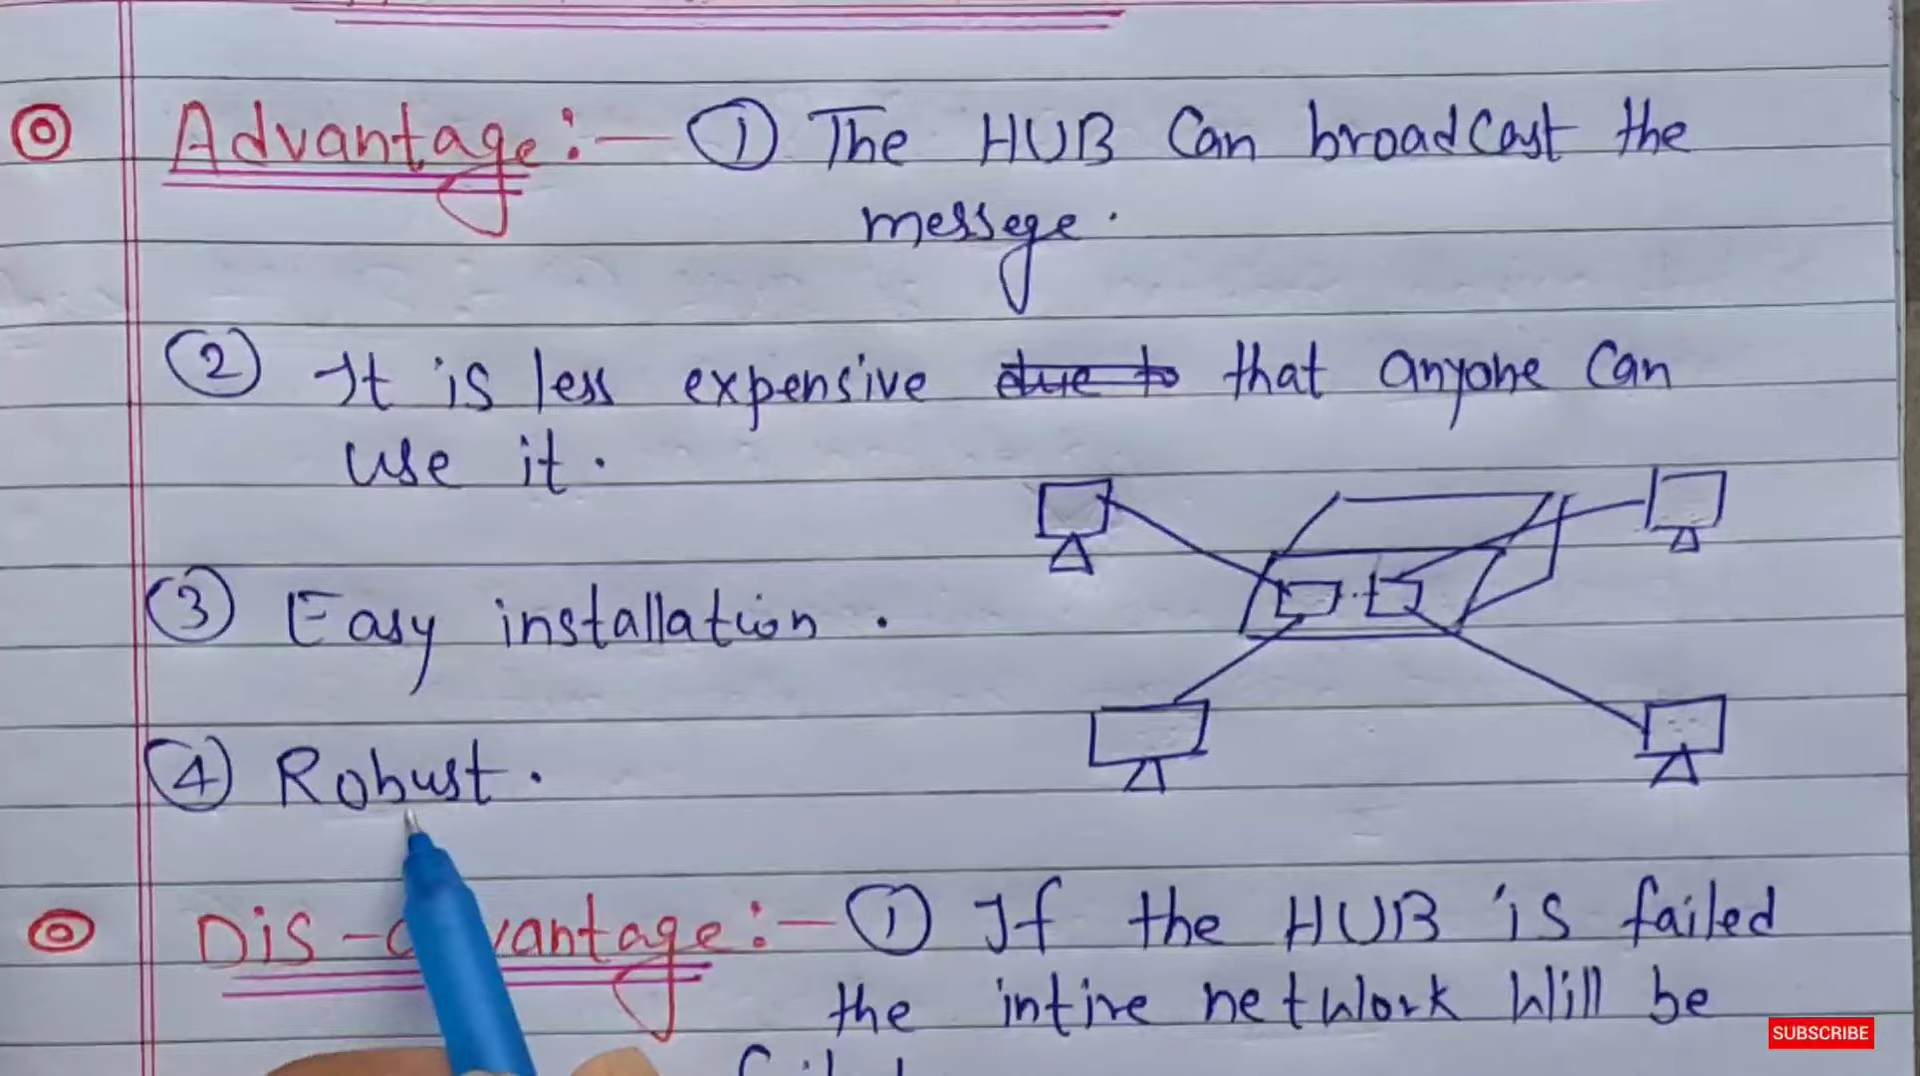 Advantage:- ① The HUB Can broadcast the
messege.
② It is less expensive due to that anyone can
use it.
③ Easy installation.
④ Robust.
Dis-advantage:- ① If the HUB is failed
the intire network will be
SUBSCRIBE